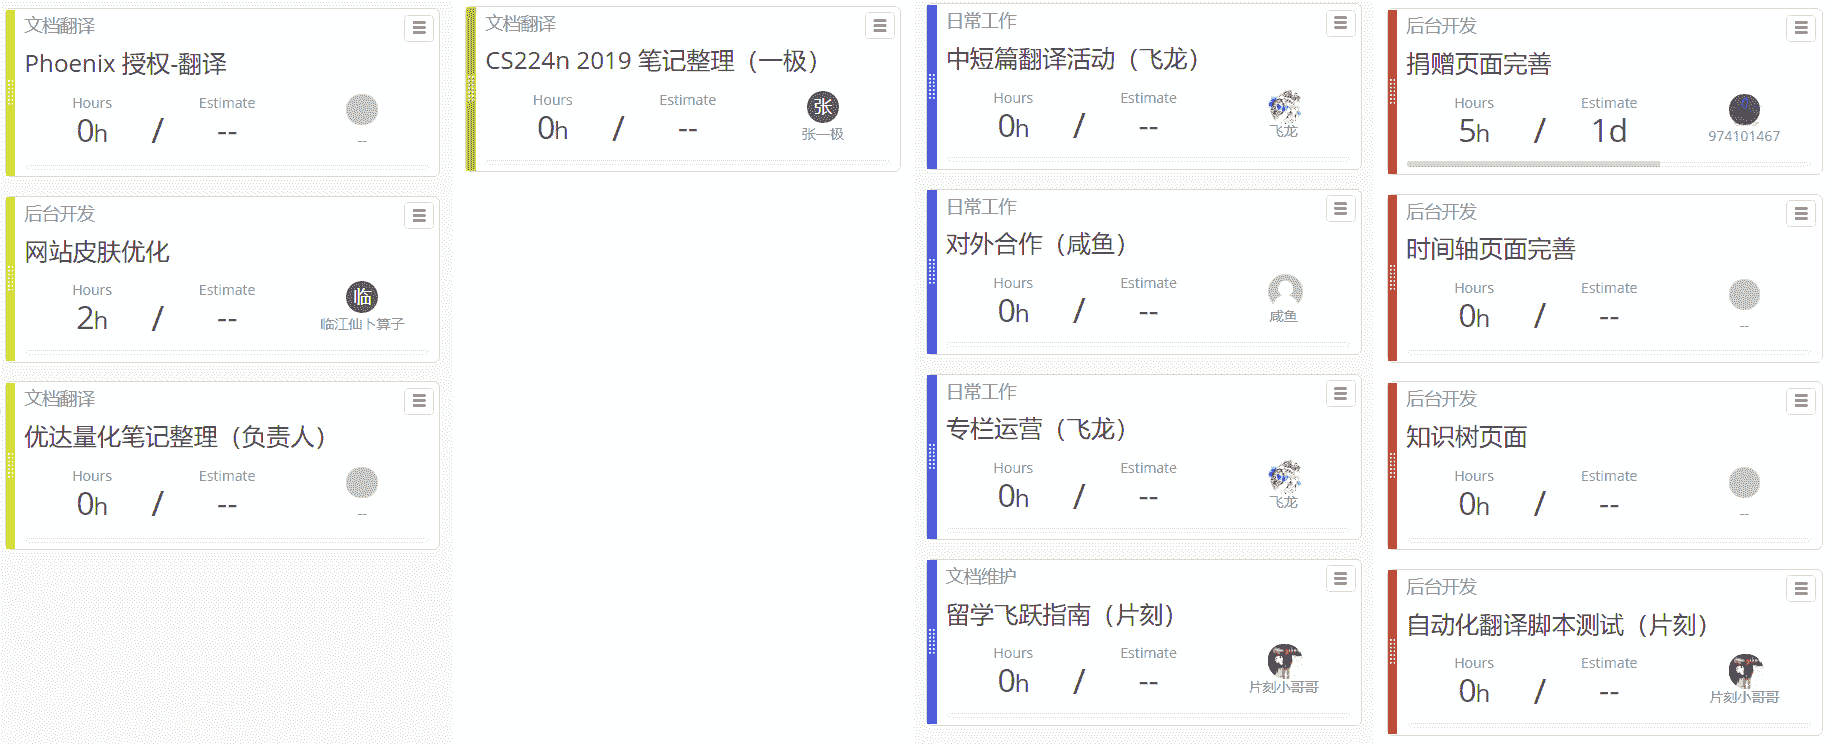 文档翻译
Phoenix 授权-翻译
Hours
Estimate
0h / --
--
后台开发
网站皮肤优化
Hours
Estimate
2h / --
临
临江仙卜算子
文档翻译
优达量化笔记整理（负责人）
Hours
Estimate
0h / --
--
文档翻译
CS224n 2019 笔记整理（一极）
Hours
Estimate
0h / --
张
张一极
日常工作
中短篇翻译活动（飞龙）
Hours
Estimate
0h / --
飞龙
日常工作
对外合作（咸鱼）
Hours
Estimate
0h / --
咸鱼
日常工作
专栏运营（飞龙）
Hours
Estimate
0h / --
飞龙
文档维护
留学飞跃指南（片刻）
Hours
Estimate
0h / --
片刻小哥哥
后台开发
捐赠页面完善
Hours
Estimate
5h / 1d
974101467
后台开发
时间轴页面完善
Hours
Estimate
0h / --
--
后台开发
知识树页面
Hours
Estimate
0h / --
--
后台开发
自动化翻译脚本测试（片刻）
Hours
Estimate
0h / --
片刻小哥哥